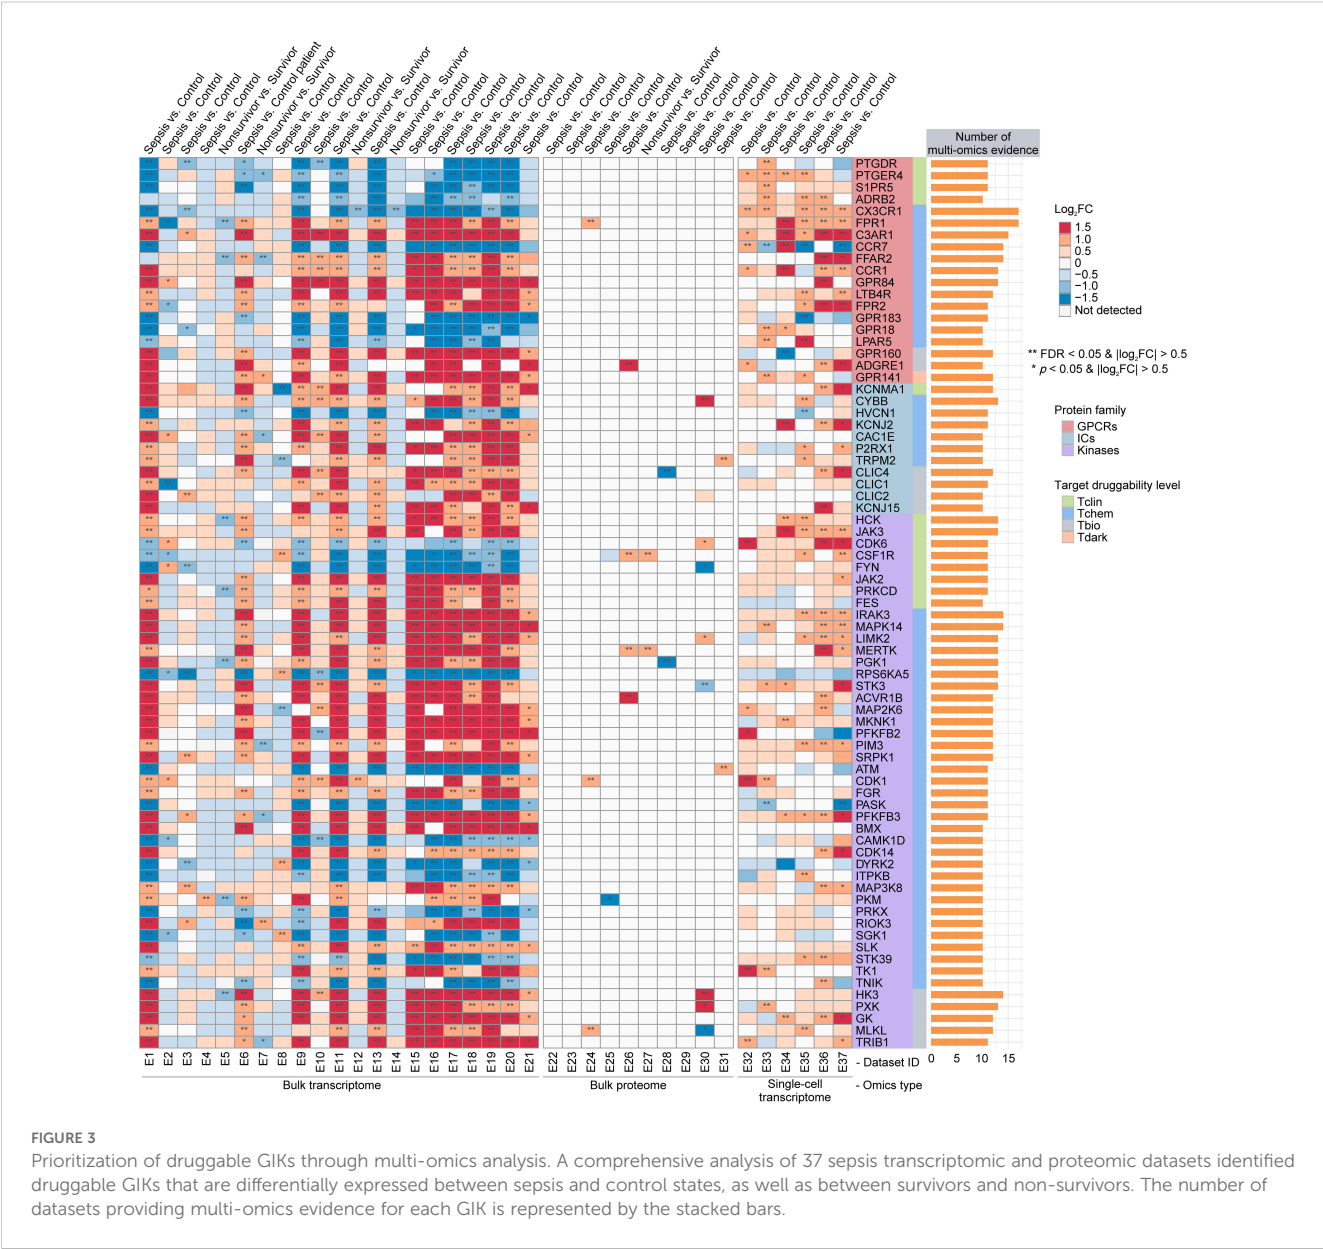 Sepsis vs. Control
Sepsis vs. Control
Sepsis vs. Control
Sepsis vs. Control
Nonsurvivor vs. Survivor
Sepsis vs. Control patient
Nonsurvivor vs. Survivor
Sepsis vs. Control
Sepsis vs. Control
Sepsis vs. Control
Sepsis vs. Control
Nonsurvivor vs. Survivor
Sepsis vs. Control
Nonsurvivor vs. Survivor
Sepsis vs. Control
Sepsis vs. Control
Sepsis vs. Control
Sepsis vs. Control
Sepsis vs. Control
Sepsis vs. Control
Sepsis vs. Control
Sepsis vs. Control
Sepsis vs. Control
Sepsis vs. Control
Sepsis vs. Control
Sepsis vs. Control
Nonsurvivor vs. Survivor
Sepsis vs. Control
Sepsis vs. Control
Sepsis vs. Control
Sepsis vs. Control
Sepsis vs. Control
Sepsis vs. Control
Sepsis vs. Control
Sepsis vs. Control
Sepsis vs. Control
Sepsis vs. Control
Number of
multi-omics evidence
PTGDR
PTGER4
S1PR5
ADRB2
CX3CR1
FPR1
C3AR1
CCR7
FFAR2
CCR1
GPR84
LTB4R
FPR2
GPR183
GPR18
LPAR5
GPR160
ADGRE1
GPR141
KCNMA1
CYBB
HVCN1
KCNJ2
CAC1E
P2RX1
TRPM2
CLIC4
CLIC1
CLIC2
KCNJ15
HCK
JAK3
CDK6
CSF1R
FYN
JAK2
PRKCD
FES
IRAK3
MAPK14
LIMK2
MERTK
PGK1
RPS6KA5
STK3
ACVR1B
MAP2K6
MKNK1
PFKFB2
PIM3
SRPK1
ATM
CDK1
FGR
PASK
PFKFB3
BMX
CAMK1D
CDK14
DYRK2
ITPKB
MAP3K8
PKM
PRKX
RIOK3
SGK1
SLK
STK39
TK1
TNIK
HK3
PXK
GK
MLKL
TRIB1
Log2FC
1.5
1.0
0.5
0
−0.5
−1.0
−1.5
Not detected
** FDR < 0.05 & |log2FC| > 0.5
* p < 0.05 & |log2FC| > 0.5
Protein family
GPCRs
ICs
Kinases
Target druggability level
Tclin
Tchem
Tbio
Tdark
E1 E2 E3 E4 E5 E6 E7 E8 E9 E10 E11 E12 E13 E14 E15 E16 E17 E18 E19 E20 E21 E22 E23 E24 E25 E26 E27 E28 E29 E30 E31 E32 E33 E34 E35 E36 E37 - Dataset ID
0 5 10 15
Bulk transcriptome Bulk proteome Single-cell transcriptome - Omics type
FIGURE 3
Prioritization of druggable GIKs through multi-omics analysis. A comprehensive analysis of 37 sepsis transcriptomic and proteomic datasets identified
druggable GIKs that are differentially expressed between sepsis and control states, as well as between survivors and non-survivors. The number of
datasets providing multi-omics evidence for each GIK is represented by the stacked bars.